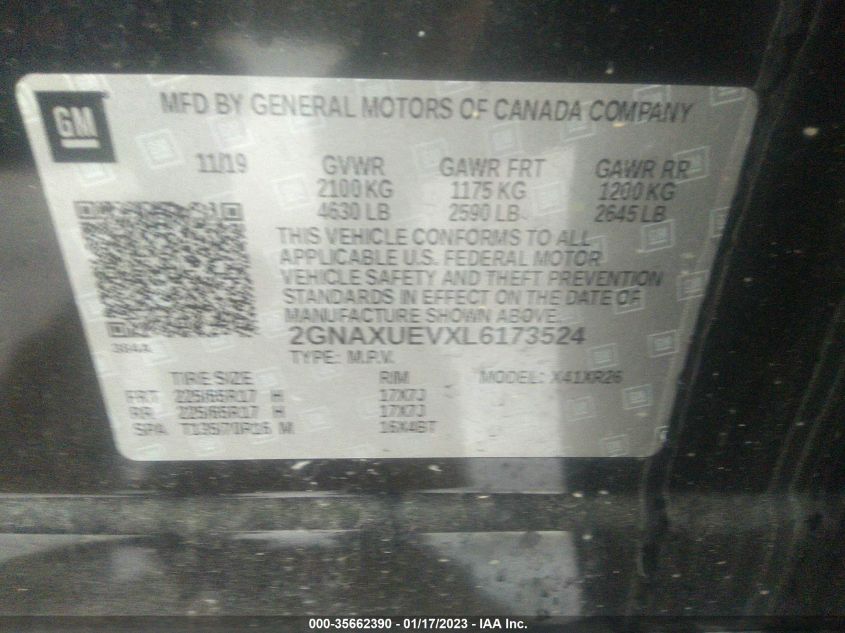 GM
MFD BY GENERAL MOTORS OF CANADA COMPANY
11/19 GVWR GAWR FRT GAWR RR
2100 KG 1175 KG 1200 KG
4630 LB 2590 LB 2645 LB
THIS VEHICLE CONFORMS TO ALL
APPLICABLE U.S. FEDERAL MOTOR
VEHICLE SAFETY AND THEFT PREVENTION
STANDARDS IN EFFECT ON THE DATE OF
MANUFACTURE SHOWN ABOVE.
2GNAXUEVXL6173524
TYPE: M.P.V.
TIRE SIZE RIM MODEL: X41XR26
FRT 225/65R17 H 17X7J
RR 225/65R17 H 17X7J
SPA T135/70R16 M 16X4BT
000-35662390 - 01/17/2023 - IAA Inc.